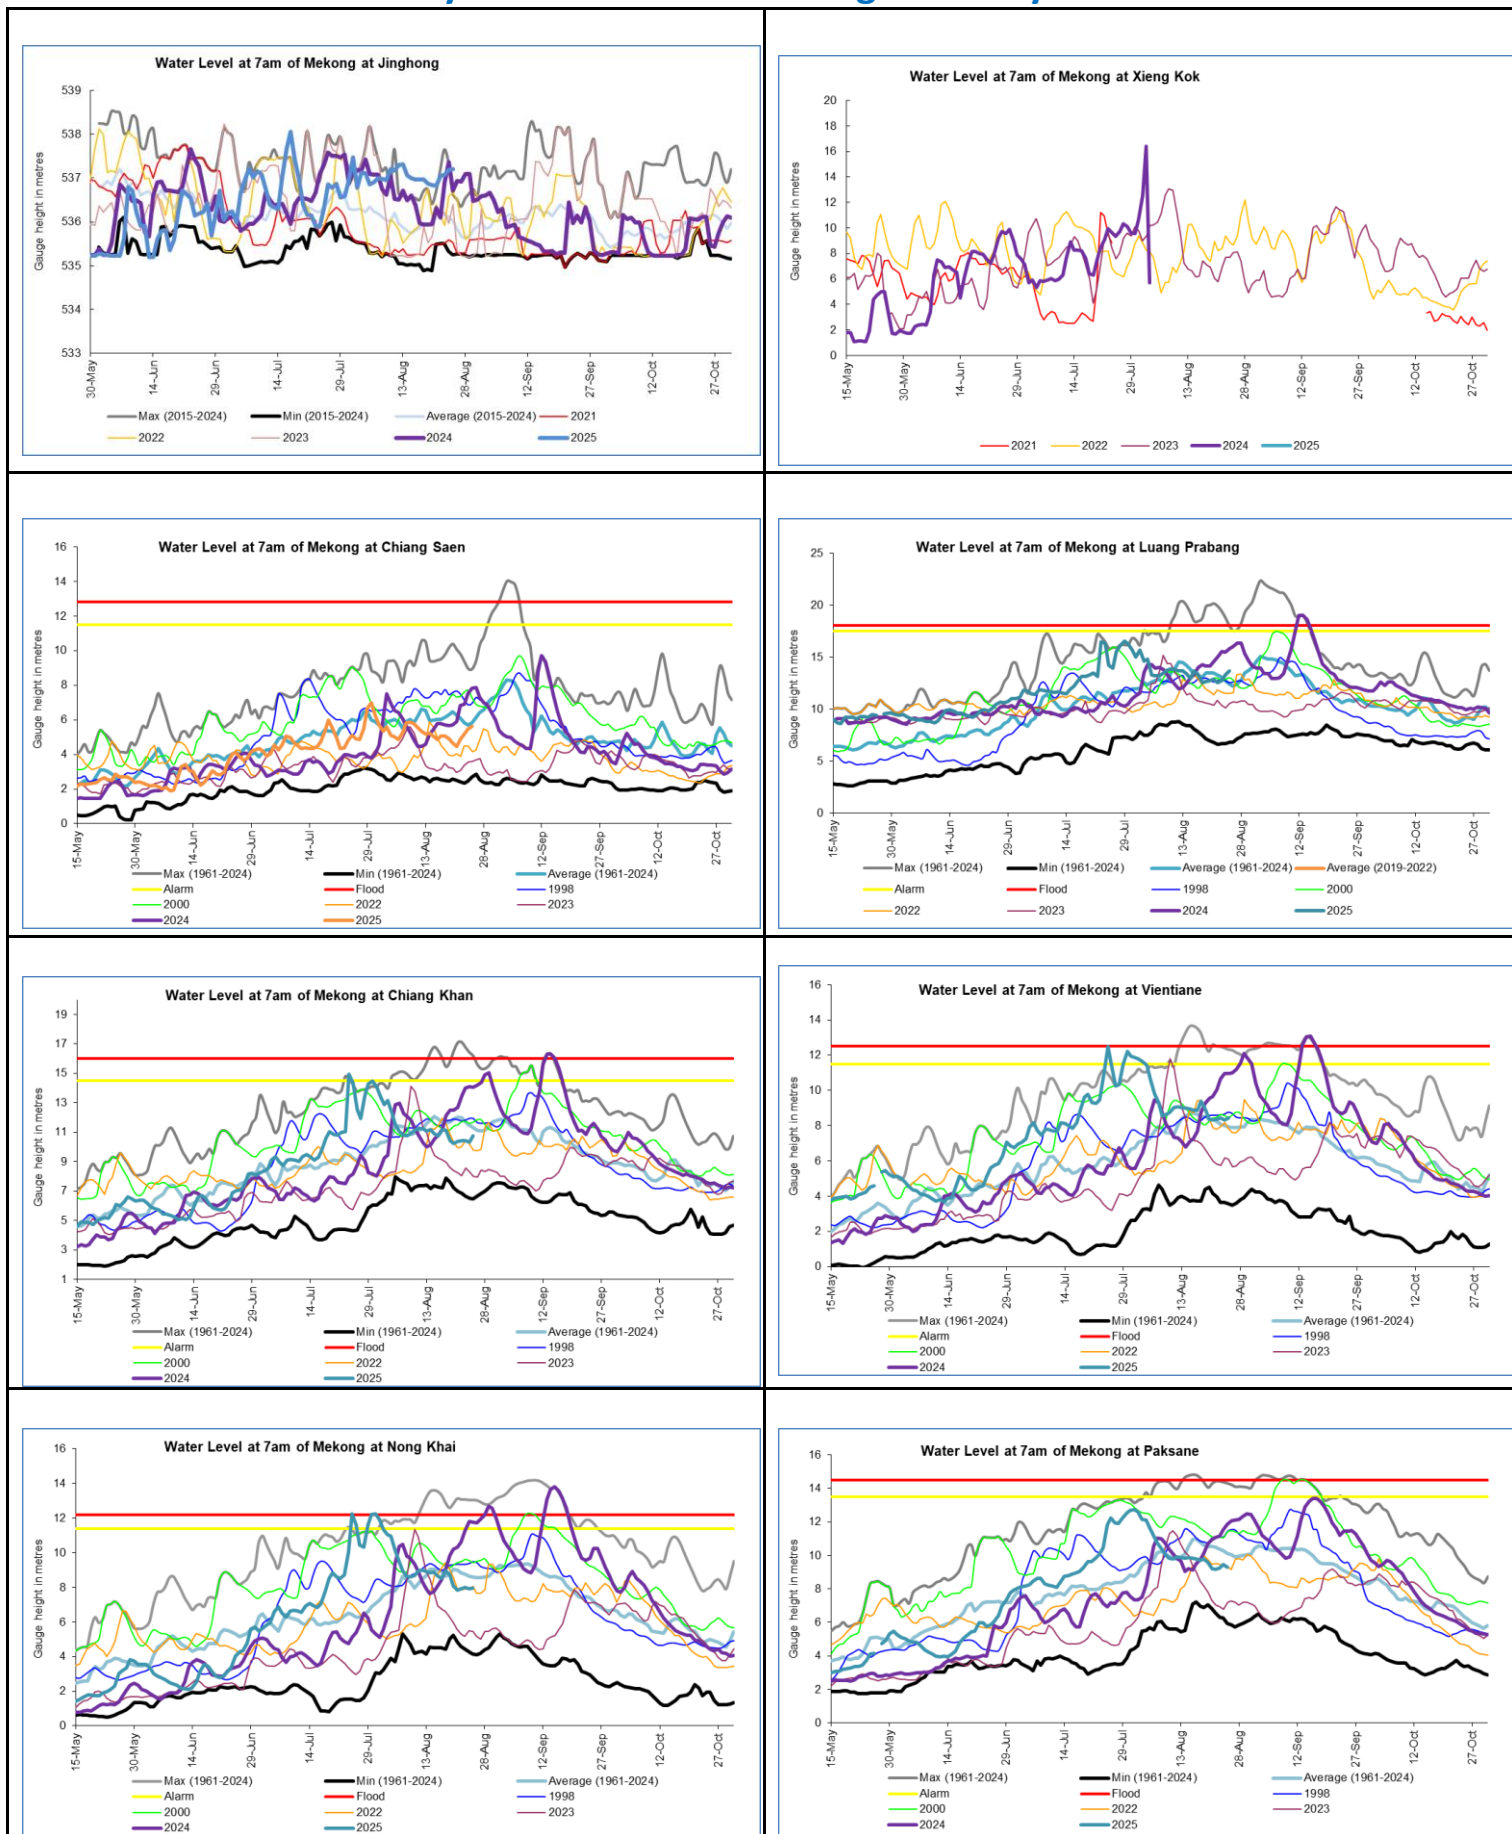 Water Level at 7am of Mekong at Jinghong
Gauge height in metres
539
538
537
536
535
534
533
30-May
14-Jun
29-Jun
14-Jul
29-Jul
13-Aug
28-Aug
12-Sep
27-Sep
12-Oct
27-Oct
Max (2015-2024) Min (2015-2024) Average (2015-2024) 2021
2022 2023 2024 2025
Water Level at 7am of Mekong at Xieng Kok
Gauge height in metres
20
18
16
14
12
10
8
6
4
2
0
15-May
30-May
14-Jun
29-Jun
14-Jul
29-Jul
13-Aug
28-Aug
12-Sep
27-Sep
12-Oct
27-Oct
2021 2022 2023 2024 2025
Water Level at 7am of Mekong at Chiang Saen
Gauge height in metres
16
14
12
10
8
6
4
2
0
15-May
30-May
14-Jun
29-Jun
14-Jul
29-Jul
13-Aug
28-Aug
12-Sep
27-Sep
12-Oct
27-Oct
Max (1961-2024) Min (1961-2024) Average (1961-2024)
Alarm Flood 1998
2000 2022 2023
2024 2025
Water Level at 7am of Mekong at Luang Prabang
Gauge height in metres
25
20
15
10
5
0
15-May
30-May
14-Jun
29-Jun
14-Jul
29-Jul
13-Aug
28-Aug
12-Sep
27-Sep
12-Oct
27-Oct
Max (1961-2024) Min (1961-2024) Average (1961-2024) Average (2019-2022)
Alarm Flood 1998 2000
2022 2023 2024 2025
Water Level at 7am of Mekong at Chiang Khan
Gauge height in metres
19
17
15
13
11
9
7
5
3
1
15-May
30-May
14-Jun
29-Jun
14-Jul
29-Jul
13-Aug
28-Aug
12-Sep
27-Sep
12-Oct
27-Oct
Max (1961-2024) Min (1961-2024) Average (1961-2024)
Alarm Flood 1998
2000 2022 2023
2024 2025
Water Level at 7am of Mekong at Vientiane
Gauge height in metres
16
14
12
10
8
6
4
2
0
15-May
30-May
14-Jun
29-Jun
14-Jul
29-Jul
13-Aug
28-Aug
12-Sep
27-Sep
12-Oct
27-Oct
Max (1961-2024) Min (1961-2024) Average (1961-2024)
Alarm Flood 1998
2000 2022 2023
2024 2025
Water Level at 7am of Mekong at Nong Khai
Gauge height in metres
16
14
12
10
8
6
4
2
0
15-May
30-May
14-Jun
29-Jun
14-Jul
29-Jul
13-Aug
28-Aug
12-Sep
27-Sep
12-Oct
27-Oct
Max (1961-2024) Min (1961-2024) Average (1961-2024)
Alarm Flood 1998
2000 2022 2023
2024 2025
Water Level at 7am of Mekong at Paksane
Gauge height in metres
16
14
12
10
8
6
4
2
0
15-May
30-May
14-Jun
29-Jun
14-Jul
29-Jul
13-Aug
28-Aug
12-Sep
27-Sep
12-Oct
27-Oct
Max (1961-2024) Min (1961-2024) Average (1961-2024)
Alarm Flood 1998
2000 2022 2023
2024 2025